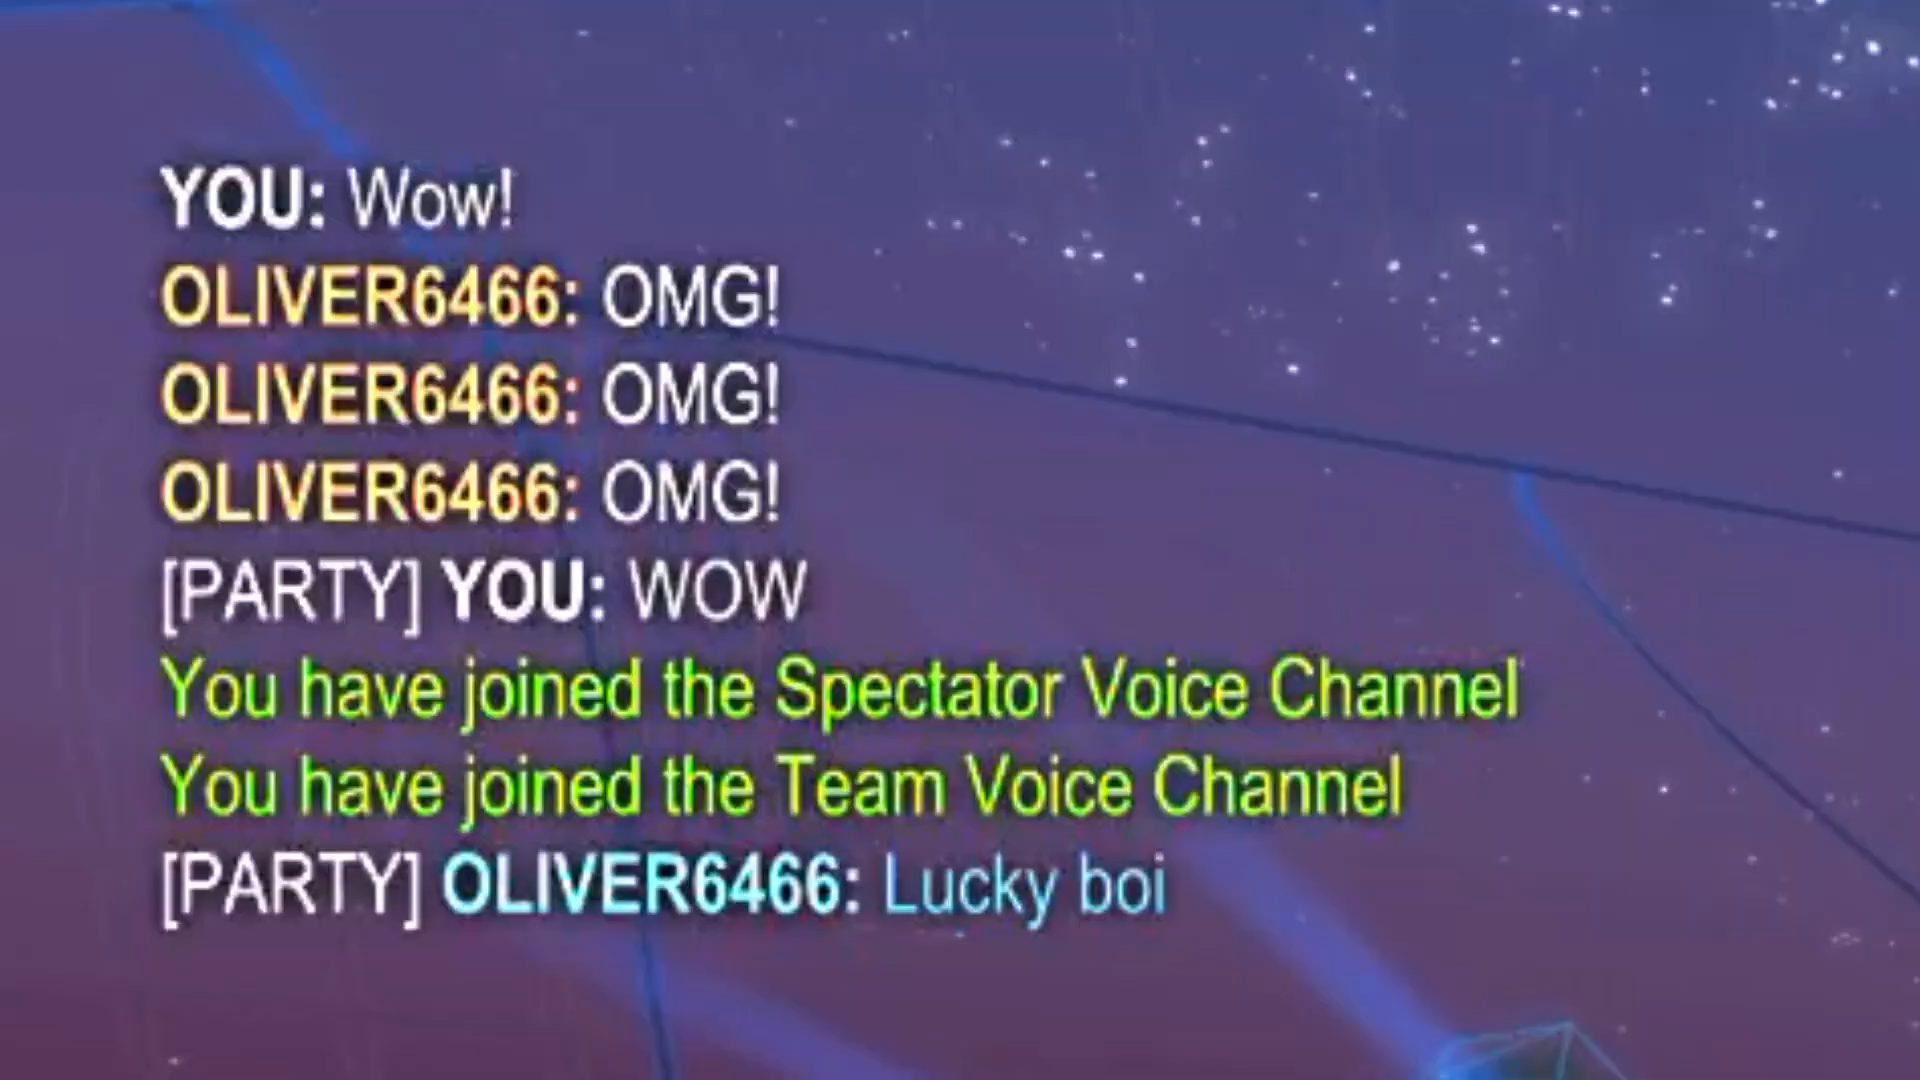 YOU: Wow!
OLIVER6466: OMG!
OLIVER6466: OMG!
OLIVER6466: OMG!
[PARTY] YOU: WOW
You have joined the Spectator Voice Channel
You have joined the Team Voice Channel
[PARTY] OLIVER6466: Lucky boi